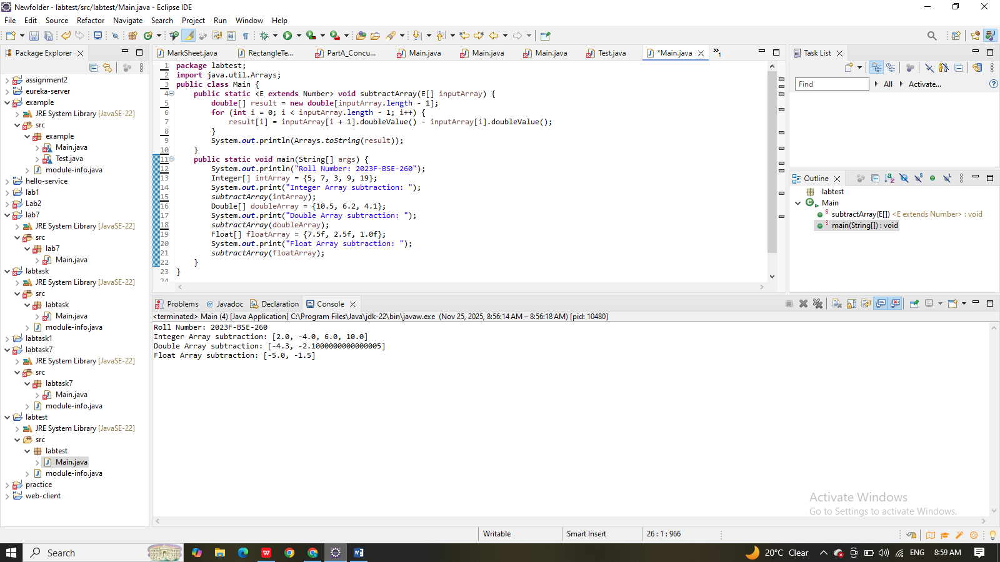 Newfolder - labtest/src/labtest/Main.java - Eclipse IDE
File Edit Source Refactor Navigate Search Project Run Window Help
Package Explorer
assignment2
eureka-server
example
JRE System Library [JavaSE-22]
src
example
Main.java
Test.java
module-info.java
hello-service
lab1
Lab2
lab7
JRE System Library [JavaSE-22]
src
lab7
Main.java
labtask
JRE System Library [JavaSE-22]
src
labtask
Main.java
module-info.java
labtask1
labtask7
JRE System Library [JavaSE-22]
src
labtask7
Main.java
module-info.java
labtest
JRE System Library [JavaSE-22]
src
labtest
Main.java
module-info.java
practice
web-client
MarkSheet.java RectangleTe... PartA_Concu... Main.java Main.java Main.java Test.java *Main.java »1
1 package labtest;
2 import java.util.Arrays;
3 public class Main {
4 public static <E extends Number> void subtractArray(E[] inputArray) {
5 double[] result = new double[inputArray.length - 1];
6 for (int i = 0; i < inputArray.length - 1; i++) {
7 result[i] = inputArray[i + 1].doubleValue() - inputArray[i].doubleValue();
8 }
9 System.out.println(Arrays.toString(result));
10 }
11 public static void main(String[] args) {
12 System.out.println("Roll Number: 2023F-BSE-260");
13 Integer[] intArray = {5, 7, 3, 9, 19};
14 System.out.print("Integer Array subtraction: ");
15 subtractArray(intArray);
16 Double[] doubleArray = {10.5, 6.2, 4.1};
17 System.out.print("Double Array subtraction: ");
18 subtractArray(doubleArray);
19 Float[] floatArray = {7.5f, 2.5f, 1.0f};
20 System.out.print("Float Array subtraction: ");
21 subtractArray(floatArray);
22 }
23 }
24
Problems Javadoc Declaration Console
<terminated> Main (4) [Java Application] C:\Program Files\Java\jdk-22\bin\javaw.exe (Nov 25, 2025, 8:56:14 AM – 8:56:18 AM) [pid: 10480]
Roll Number: 2023F-BSE-260
Integer Array subtraction: [2.0, -4.0, 6.0, 10.0]
Double Array subtraction: [-4.3, -2.1000000000000005]
Float Array subtraction: [-5.0, -1.5]
Task List
Find All Activate...
Outline
labtest
Main
subtractArray(E[]) <E extends Number> : void
main(String[]) : void
Activate Windows
Go to Settings to activate Windows.
Writable Smart Insert 26 : 1 : 966
Search 20°C Clear ENG 8:59 AM